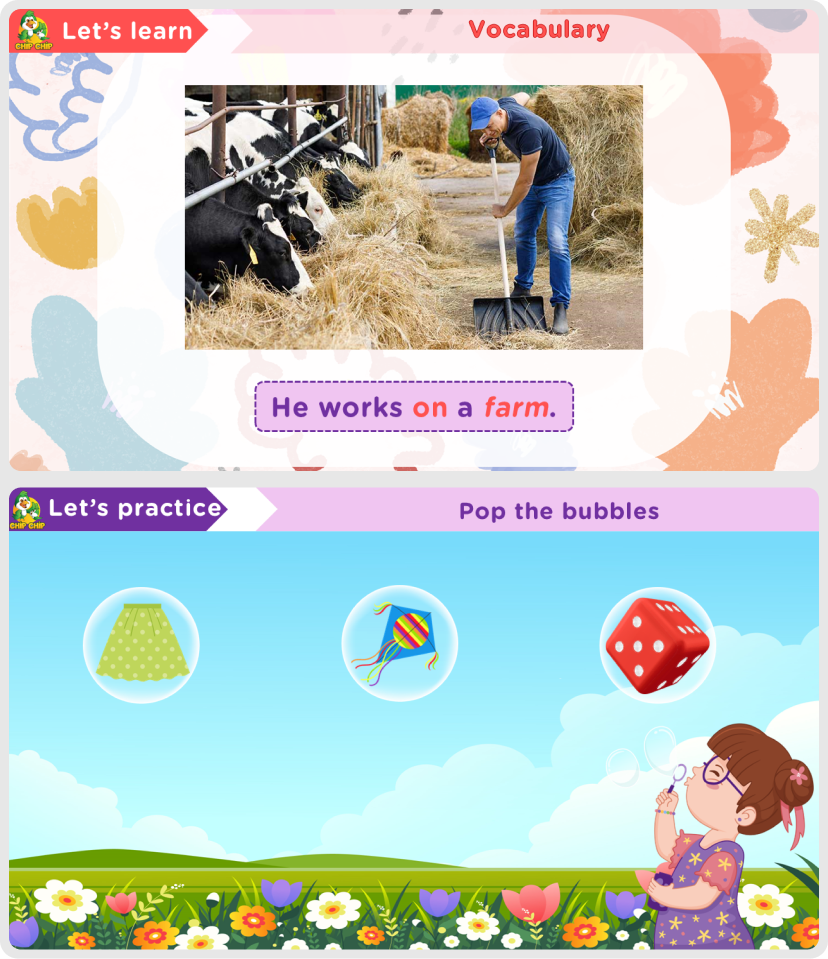 CHIP CHIP
Let's learn
Vocabulary
He works on a farm.
CHIP CHIP
Let's practice
Pop the bubbles